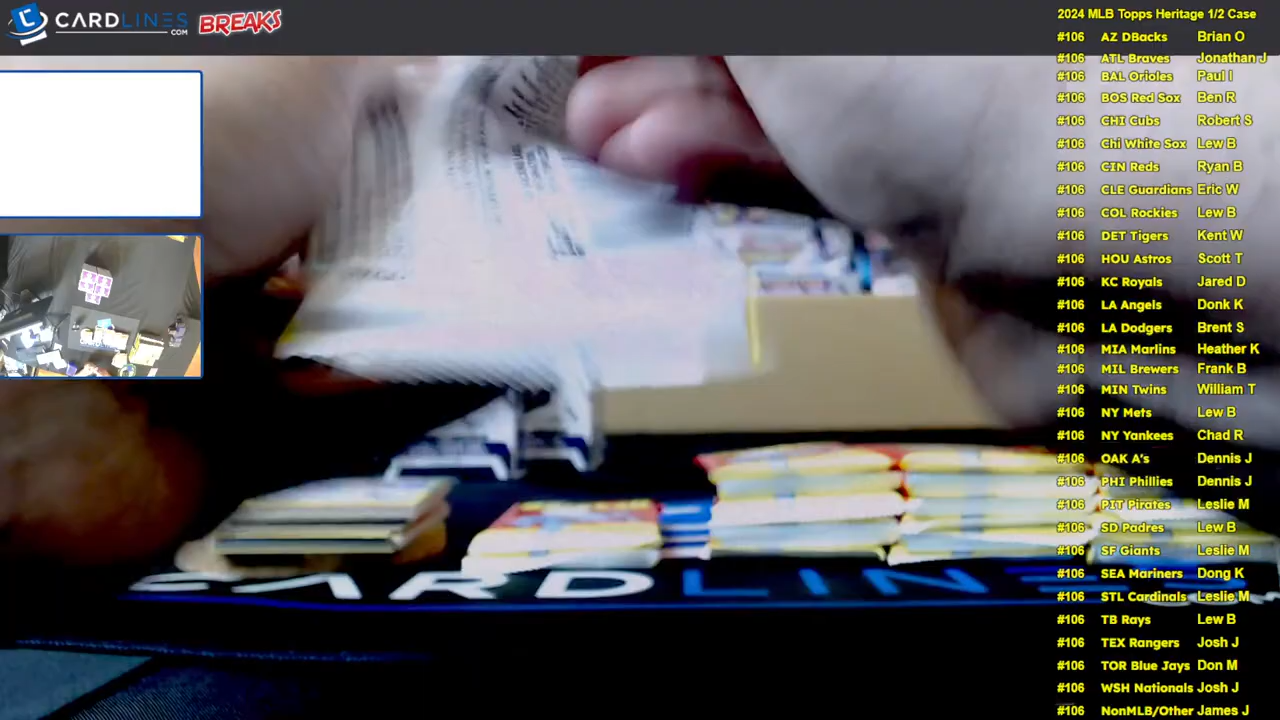 CARDLINES
.COM
BREAKS
2024 MLB Topps Heritage 1/2 Case
#106 AZ DBacks Brian O
#106 ATL Braves Jonathan J
#106 BAL Orioles Paul I
#106 BOS Red Sox Ben R
#106 CHI Cubs Robert S
#106 Chi White Sox Lew B
#106 CIN Reds Ryan B
#106 CLE Guardians Eric W
#106 COL Rockies Lew B
#106 DET Tigers Kent W
#106 HOU Astros Scott T
#106 KC Royals Jared D
#106 LA Angels Donk K
#106 LA Dodgers Brent S
#106 MIA Marlins Heather K
#106 MIL Brewers Frank B
#106 MIN Twins William T
#106 NY Mets Lew B
#106 NY Yankees Chad R
#106 OAK A's Dennis J
#106 PHI Phillies Dennis J
#106 PIT Pirates Leslie M
#106 SD Padres Lew B
#106 SF Giants Leslie M
#106 SEA Mariners Dong K
#106 STL Cardinals Leslie M
#106 TB Rays Lew B
#106 TEX Rangers Josh J
#106 TOR Blue Jays Don M
#106 WSH Nationals Josh J
#106 NonMLB/Other James J
CARDLINES